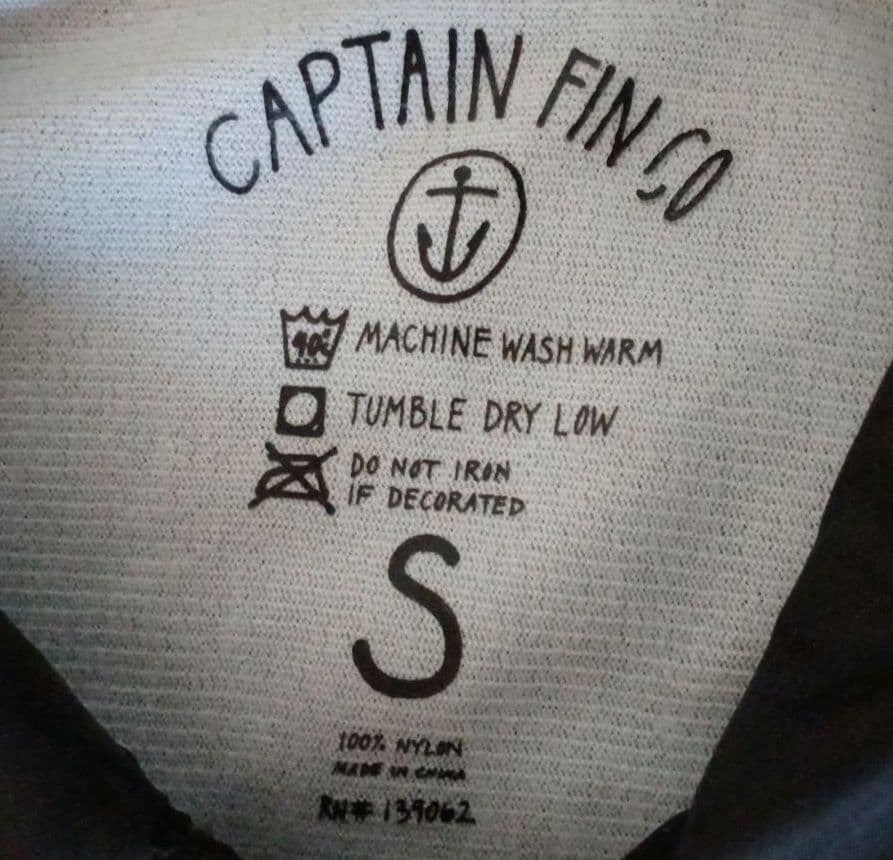 CAPTAIN FIN CO
40°C MACHINE WASH WARM
TUMBLE DRY LOW
DO NOT IRON
IF DECORATED
S
100% NYLON
MADE IN CHINA
RN# 139062